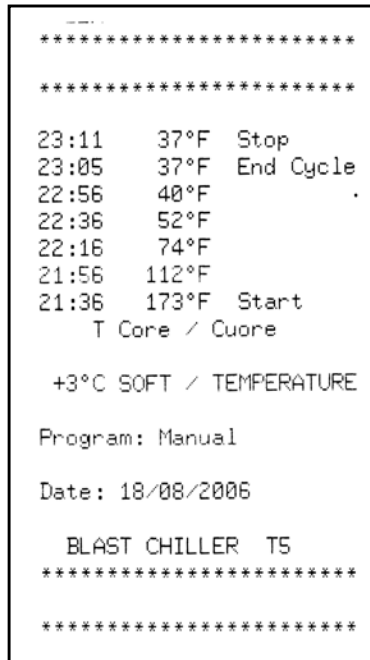 ************************
************************
23:11 37°F Stop
23:05 37°F End Cycle
22:56 40°F
22:36 52°F
22:16 74°F
21:56 112°F
21:36 173°F Start
T Core / Cuore
+3°C SOFT / TEMPERATURE
Program: Manual
Date: 18/08/2006
BLAST CHILLER T5
************************
************************